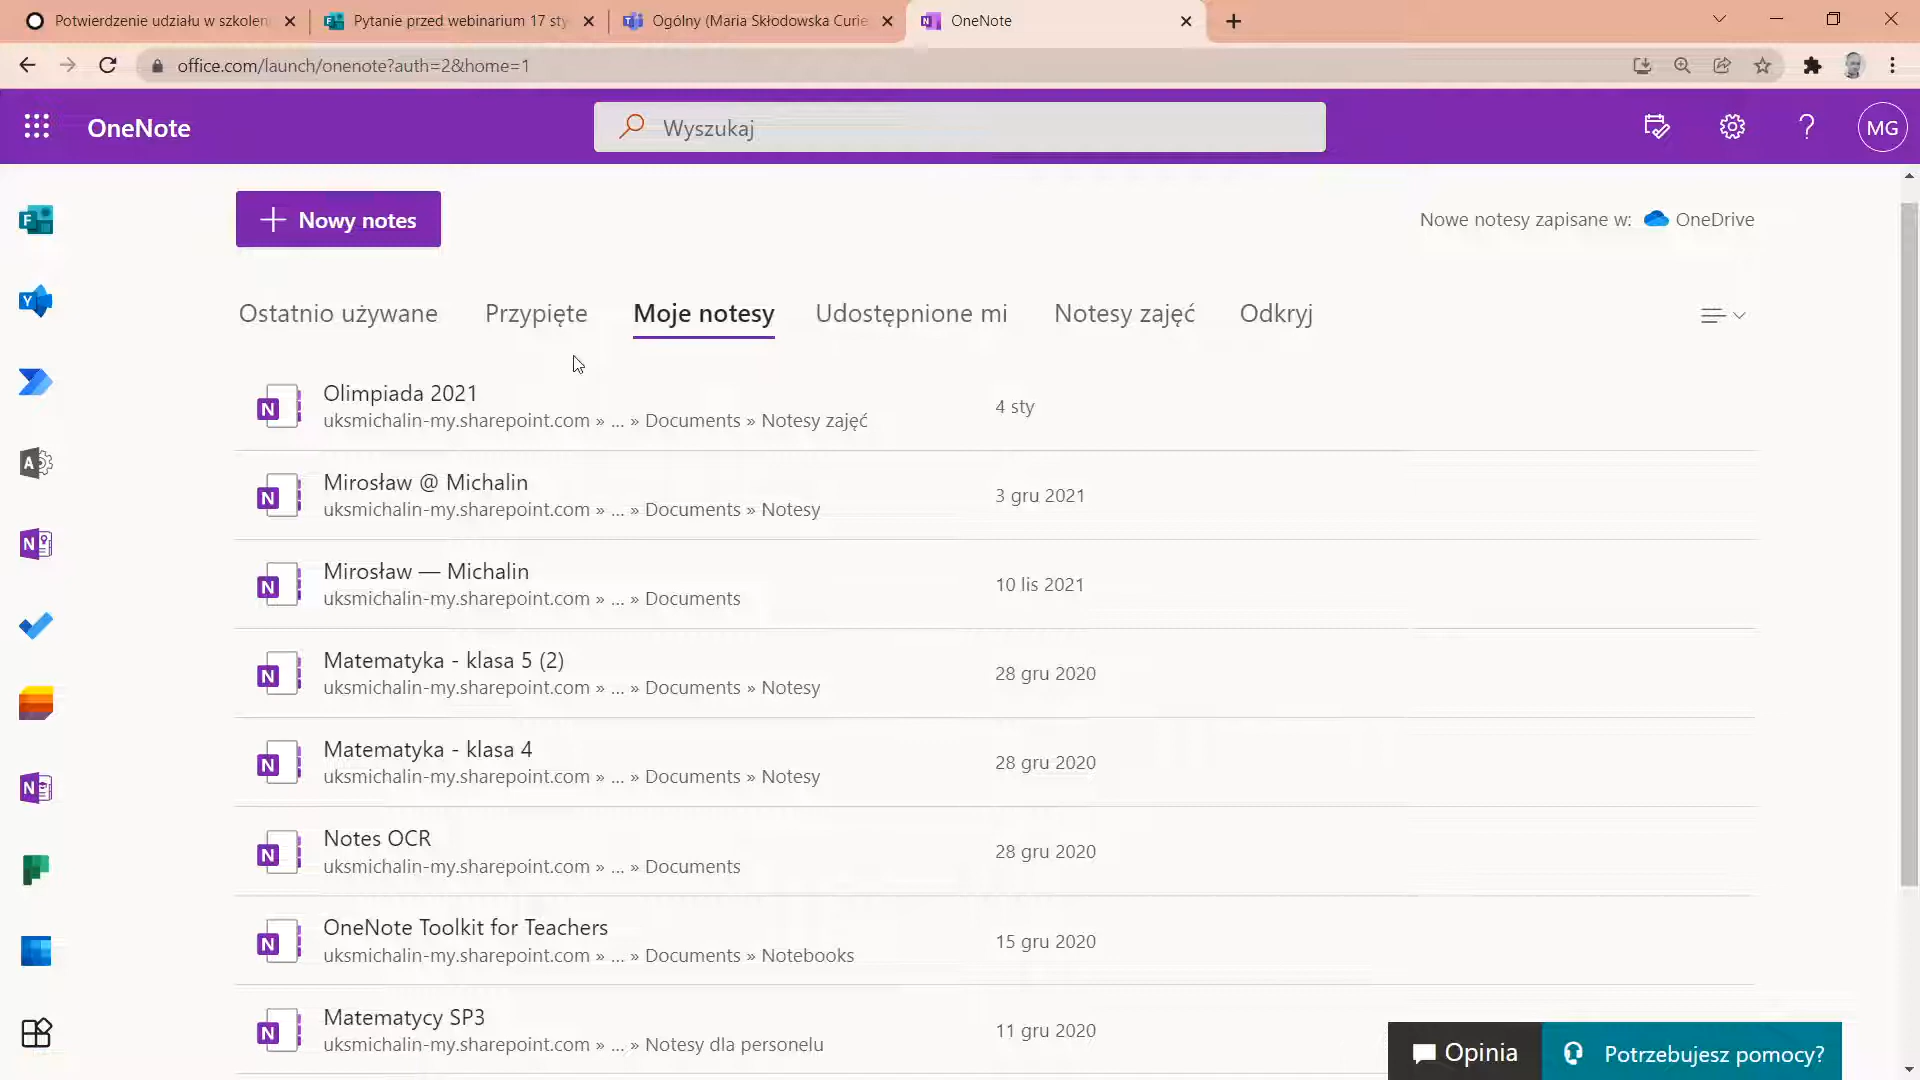 Potwierdzenie udziału w szkolen
Pytanie przed webinarium 17 sty
Ogólny (Maria Skłodowska Curie
OneNote
office.com/launch/onenote?auth=2&home=1
OneNote
Wyszukaj
MG
Nowy notes
Nowe notesy zapisane w: OneDrive
Ostatnio używane
Przypięte
Moje notesy
Udostępnione mi
Notesy zajęć
Odkryj
Olimpiada 2021
uksmichalin-my.sharepoint.com » ... » Documents » Notesy zajęć
4 sty
Mirosław @ Michalin
uksmichalin-my.sharepoint.com » ... » Documents » Notesy
3 gru 2021
Mirosław — Michalin
uksmichalin-my.sharepoint.com » ... » Documents
10 lis 2021
Matematyka - klasa 5 (2)
uksmichalin-my.sharepoint.com » ... » Documents » Notesy
28 gru 2020
Matematyka - klasa 4
uksmichalin-my.sharepoint.com » ... » Documents » Notesy
28 gru 2020
Notes OCR
uksmichalin-my.sharepoint.com » ... » Documents
28 gru 2020
OneNote Toolkit for Teachers
uksmichalin-my.sharepoint.com » ... » Documents » Notebooks
15 gru 2020
Matematycy SP3
uksmichalin-my.sharepoint.com » ... » Notesy dla personelu
11 gru 2020
Opinia
Potrzebujesz pomocy?